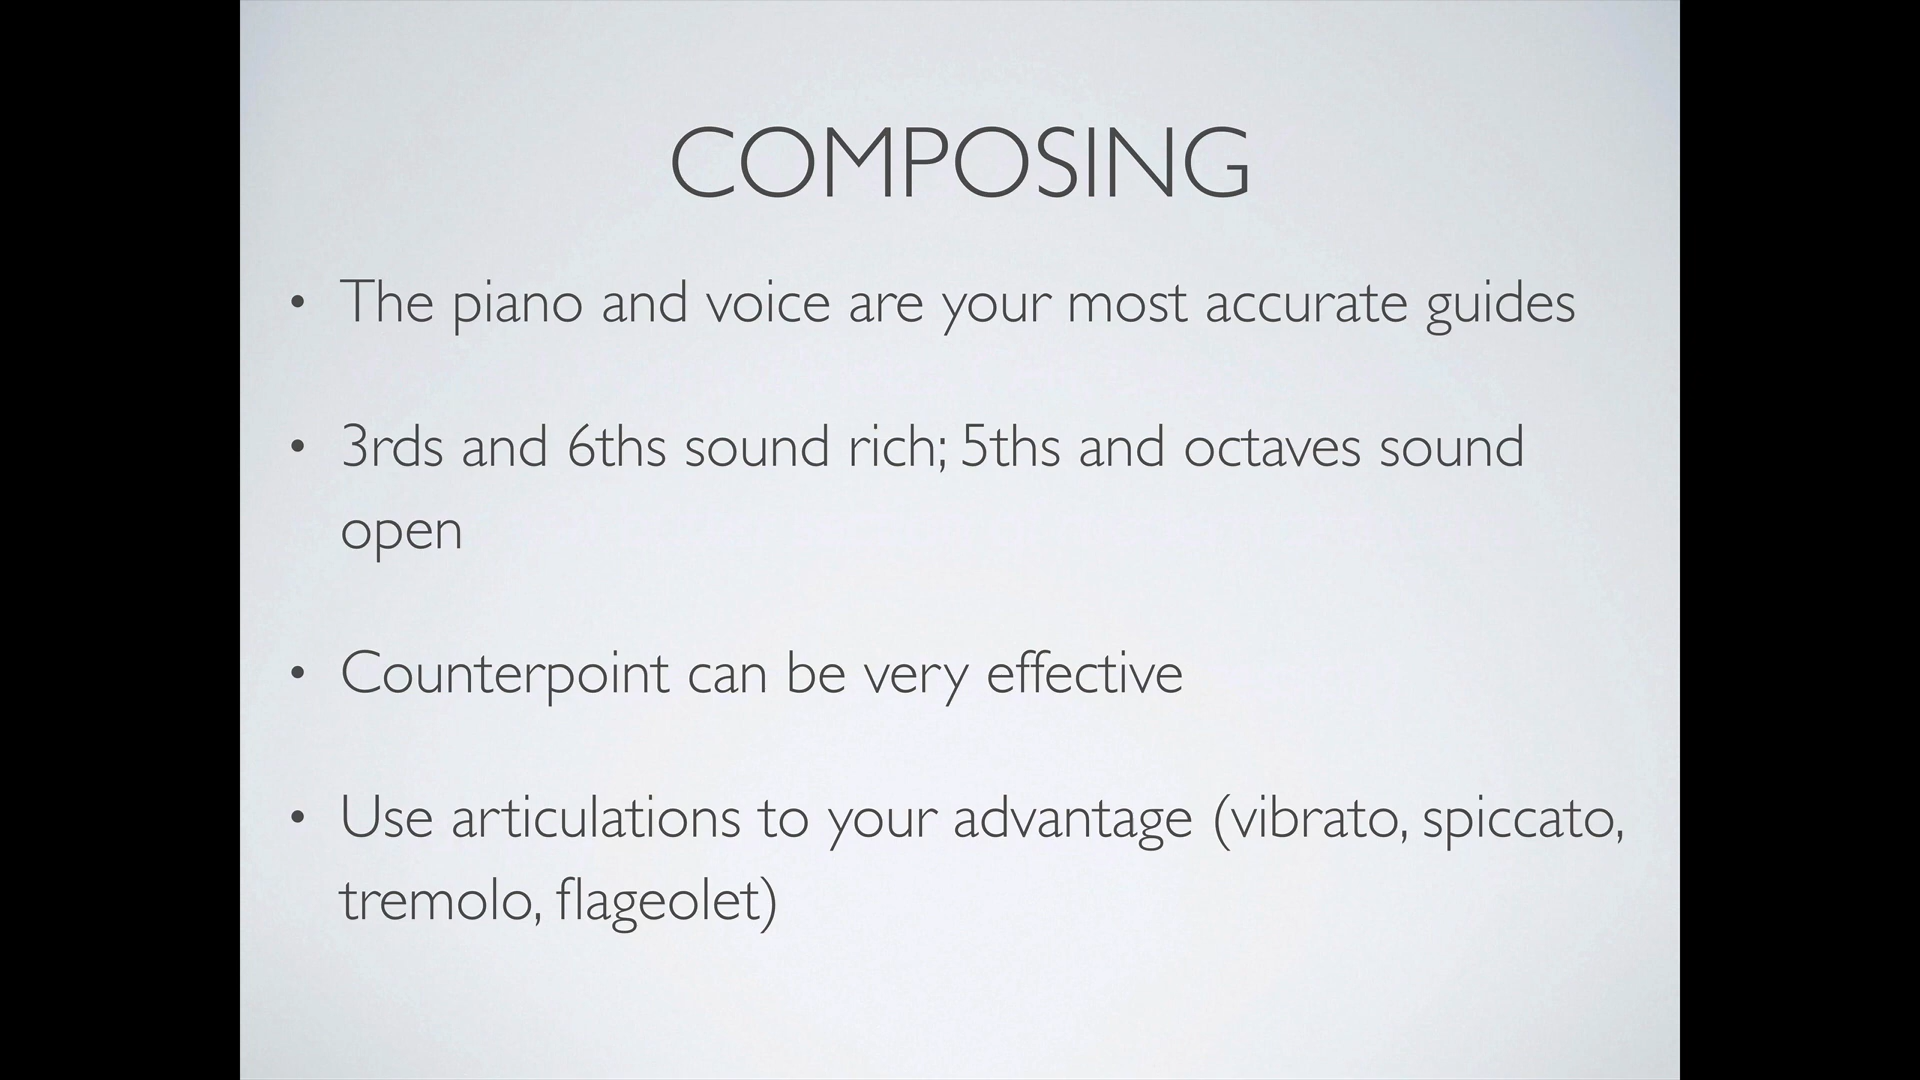 COMPOSING
• The piano and voice are your most accurate guides
• 3rds and 6ths sound rich; 5ths and octaves sound
open
• Counterpoint can be very effective
• Use articulations to your advantage (vibrato, spiccato,
tremolo, flageolet)